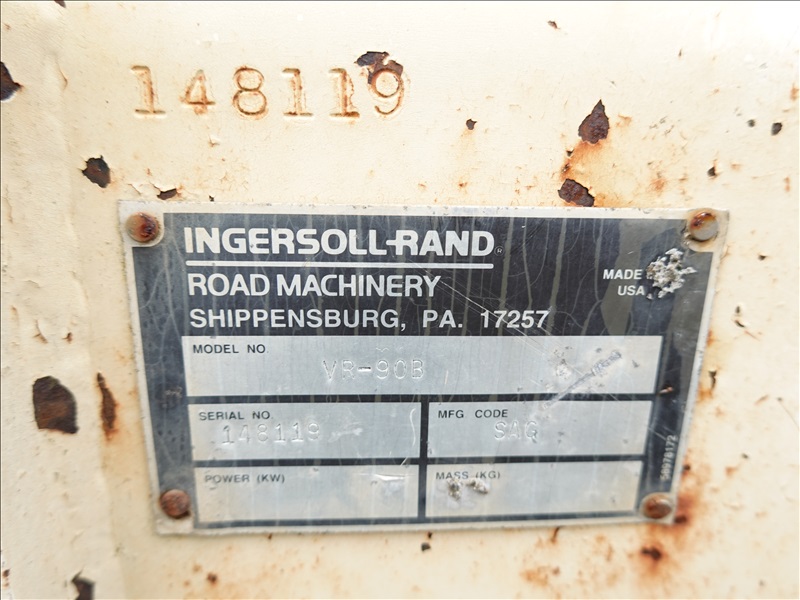 148119
INGERSOLL-RAND®
ROAD MACHINERY
SHIPPENSBURG, PA. 17257
MADE
USA
MODEL NO.
VR-90B
SERIAL NO.
148119
MFG CODE
SAG
POWER (KW)
MASS (KG)
58976172